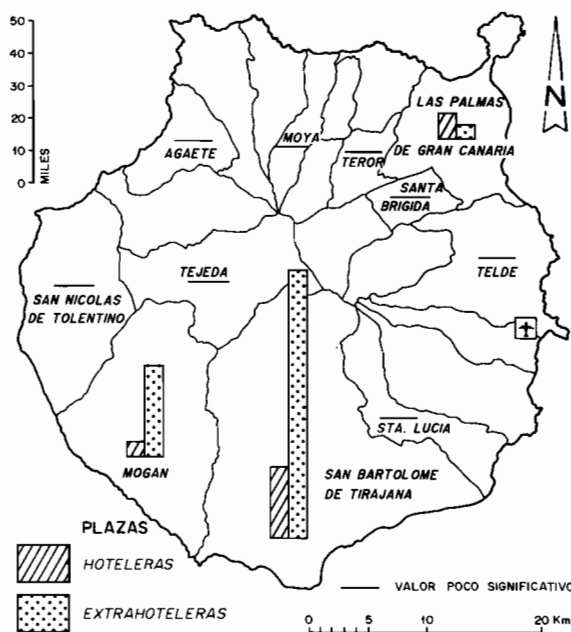 50
40
30
20
10
0
MILES
N
LAS PALMAS
DE GRAN CANARIA
MOYA
AGAETE
TEROR
SANTA
BRIGIDA
TEJEDA
TELDE
SAN NICOLAS
DE TOLENTINO
STA. LUCIA
MOGAN
SAN BARTOLOME
DE TIRAJANA
PLAZAS
HOTELERAS
EXTRAHOTELERAS
VALOR POCO SIGNIFICATIVO
0 10 20 Km